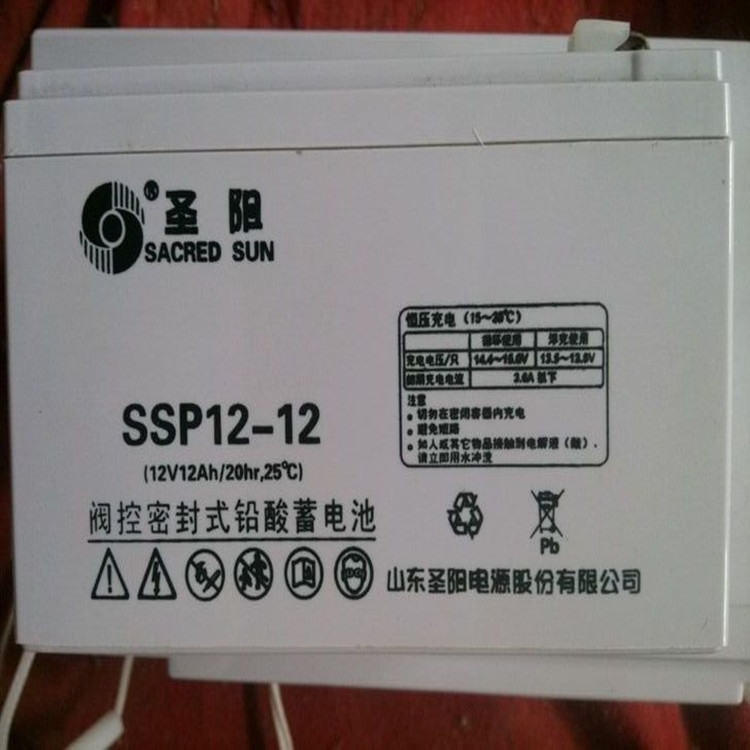 ® 圣阳
SACRED SUN
SSP12-12
(12V12Ah/20hr,25℃)
阀控密封式铅酸蓄电池
恒压充电 (15~35℃)
循环使用 浮充使用
充电电压/只 14.4~15.0V 13.5~13.8V
初期充电电流 3.6A 以下
注意
• 切勿在密闭容器内充电
• 避免短路
• 如人或其它物品接触到电解液 (酸),
请立即用水冲洗
Pb
山东圣阳电源股份有限公司